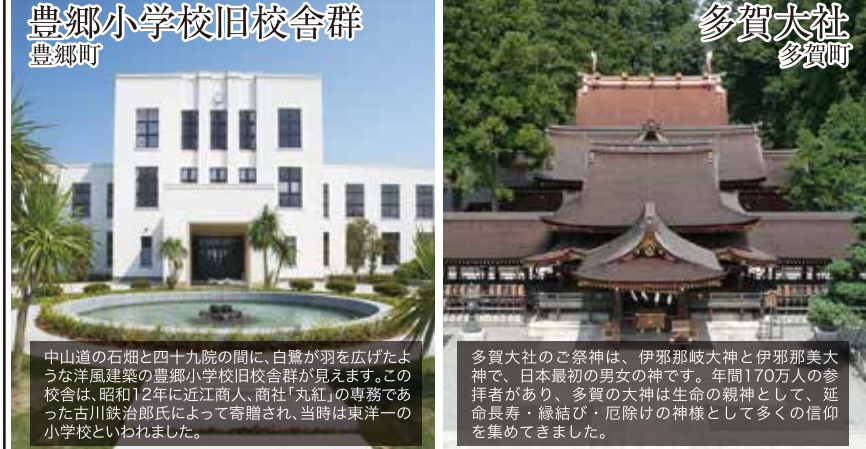 豊郷小学校旧校舎群
豊郷町
中山道の石畑と四十九院の間に、白鷺が羽を広げたよ
うな洋風建築の豊郷小学校旧校舎群が見えます。この
校舎は、昭和12年に近江商人、商社「丸紅」の専務であ
った古川鉄治郎氏によって寄贈され、当時は東洋一の
小学校といわれました。
多賀大社
多賀町
多賀大社のご祭神は、伊邪那岐大神と伊邪那美大
神で、日本最初の男女の神です。年間170万人の参
拝者があり、多賀の大神は生命の親神として、延
命長寿・縁結び・厄除けの神様として多くの信仰
を集めてきました。